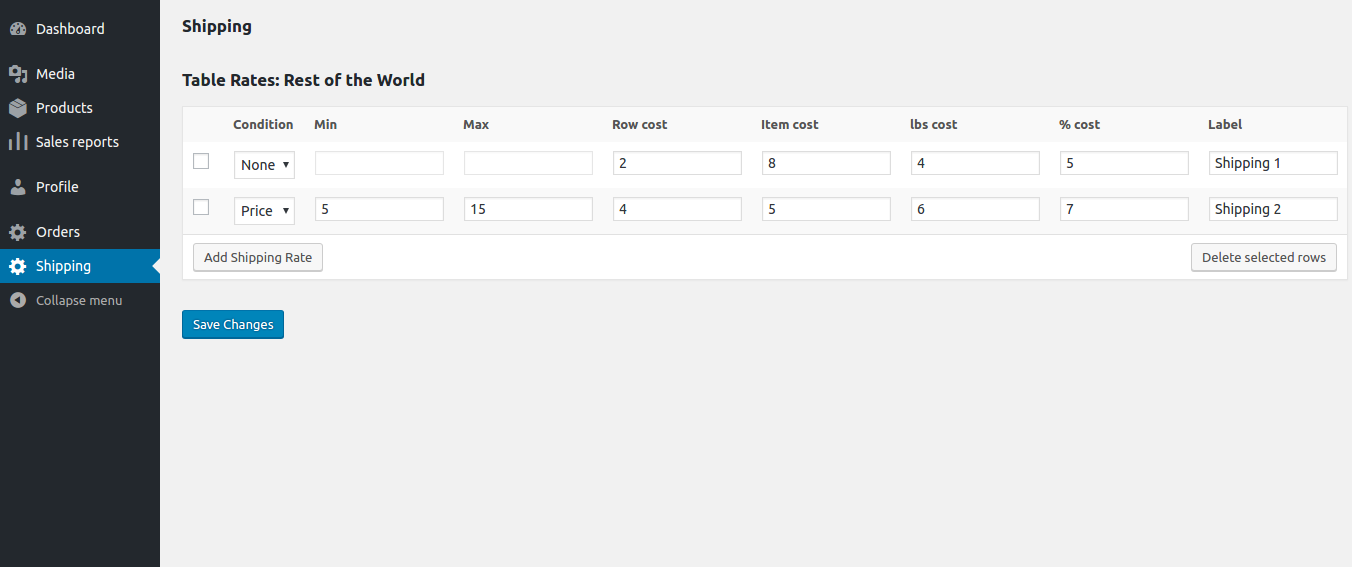 Dashboard
Media
Products
Sales reports
Profile
Orders
Shipping
Collapse menu
Shipping
Table Rates: Rest of the World
Condition Min Max Row cost Item cost lbs cost % cost Label
None 2 8 4 5 Shipping 1
Price 5 15 4 5 6 7 Shipping 2
Add Shipping Rate Delete selected rows
Save Changes